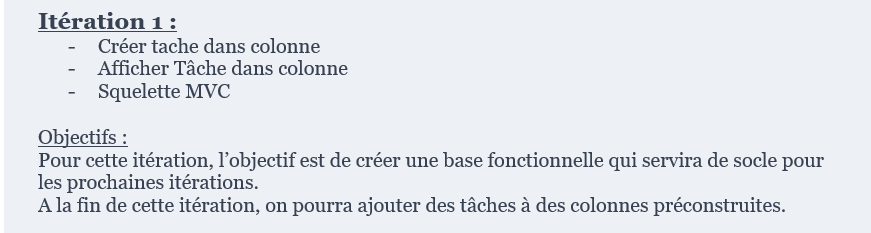 Itération 1 :
- Créer tache dans colonne
- Afficher Tâche dans colonne
- Squelette MVC
Objectifs :
Pour cette itération, l’objectif est de créer une base fonctionnelle qui servira de socle pour
les prochaines itérations.
A la fin de cette itération, on pourra ajouter des tâches à des colonnes préconstruites.